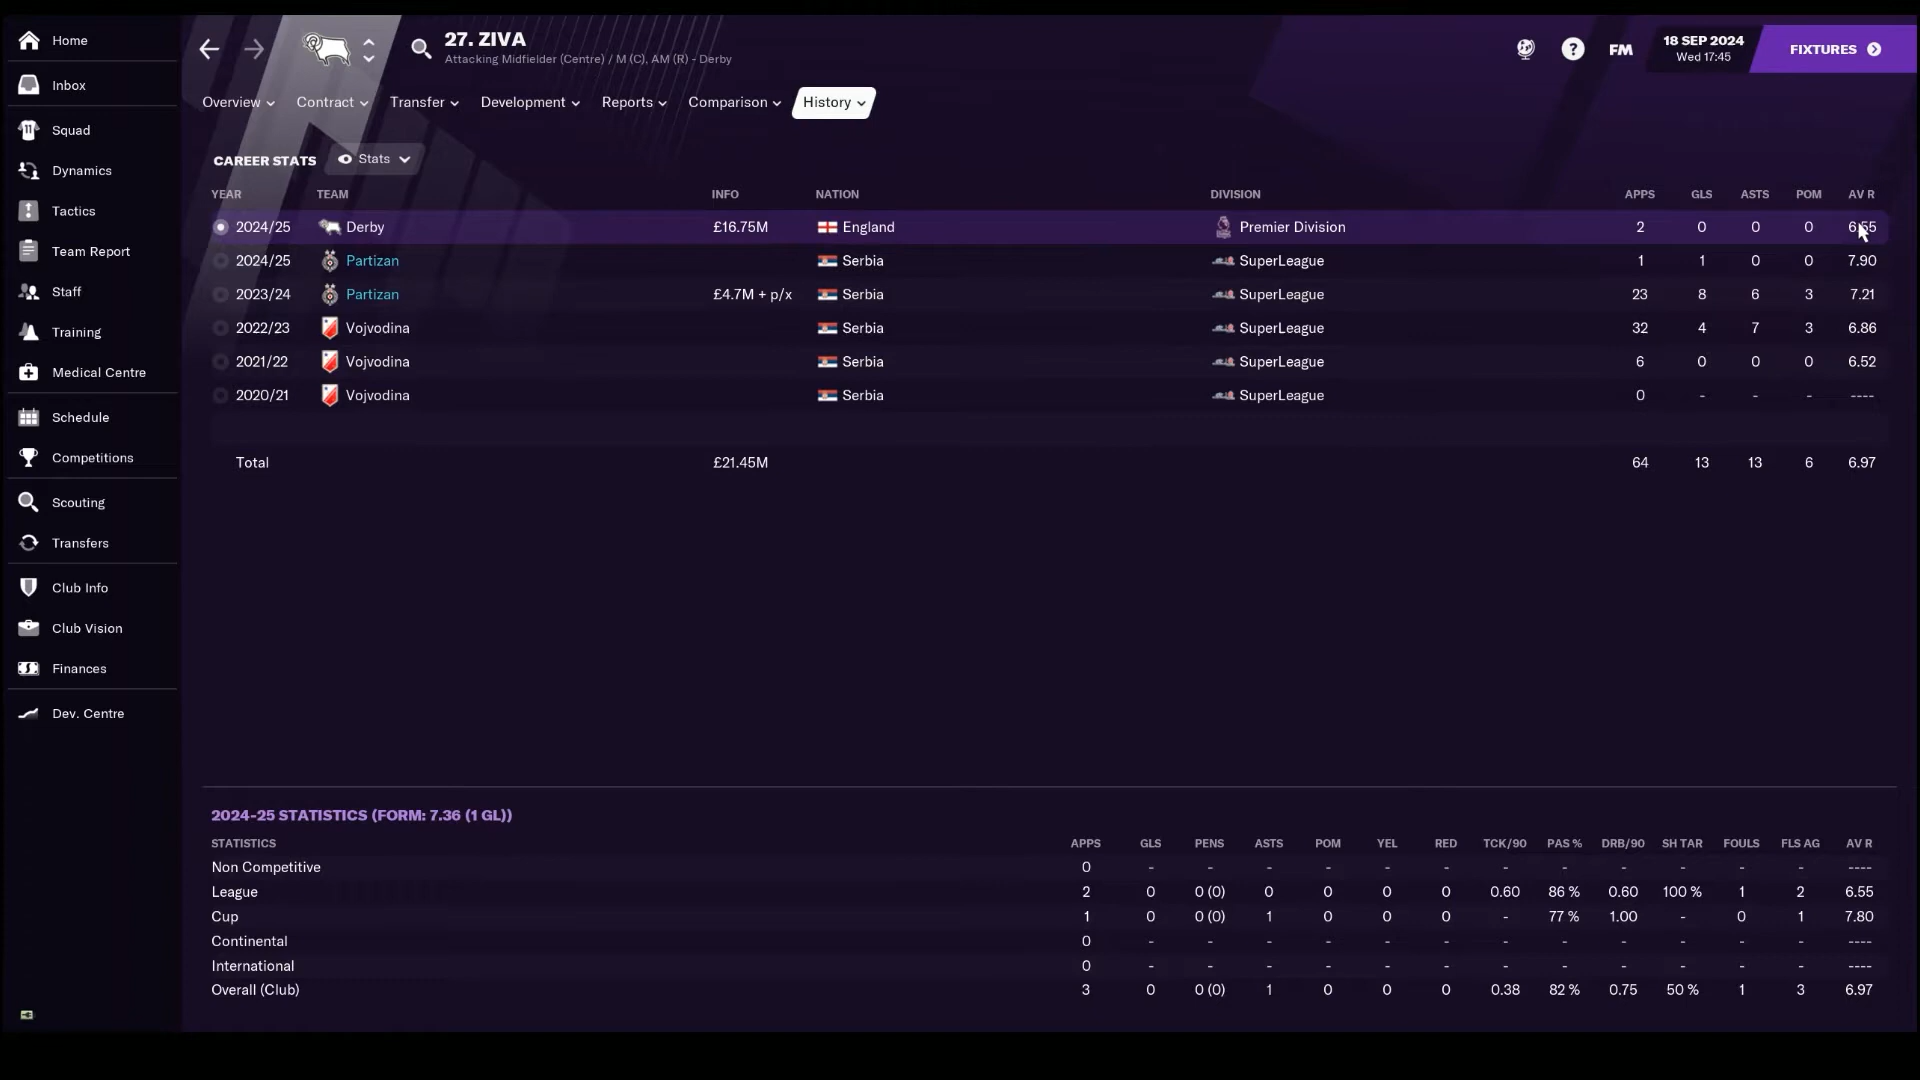 Home
Inbox
Squad
Dynamics
Tactics
Team Report
Staff
Training
Medical Centre
Schedule
Competitions
Scouting
Transfers
Club Info
Club Vision
Finances
Dev. Centre
27. ZIVA
Attacking Midfielder (Centre) / M (C), AM (R) - Derby
? FM 18 SEP 2024 FIXTURES
Wed 17:45
Overview Contract Transfer Development Reports Comparison History
CAREER STATS Stats
YEAR TEAM INFO NATION DIVISION APPS GLS ASTS POM AV R
2024/25 Derby £16.75M England Premier Division 2 0 0 0 6.55
2024/25 Partizan Serbia SuperLeague 1 1 0 0 7.90
2023/24 Partizan £4.7M + p/x Serbia SuperLeague 23 8 6 3 7.21
2022/23 Vojvodina Serbia SuperLeague 32 4 7 3 6.86
2021/22 Vojvodina Serbia SuperLeague 6 0 0 0 6.52
2020/21 Vojvodina Serbia SuperLeague 0 - - - ----
Total £21.45M 64 13 13 6 6.97
2024-25 STATISTICS (FORM: 7.36 (1 GL))
STATISTICS APPS GLS PENS ASTS POM YEL RED TCK/90 PAS % DRB/90 SH TAR FOULS FLS AG AV R
Non Competitive 0 - - - - - - - - - - - - ----
League 2 0 0 (0) 0 0 0 0 0.60 86 % 0.60 100 % 1 2 6.55
Cup 1 0 0 (0) 1 0 0 0 - 77 % 1.00 - 0 1 7.80
Continental 0 - - - - - - - - - - - - ----
International 0 - - - - - - - - - - - - ----
Overall (Club) 3 0 0 (0) 1 0 0 0 0.38 82 % 0.75 50 % 1 3 6.97